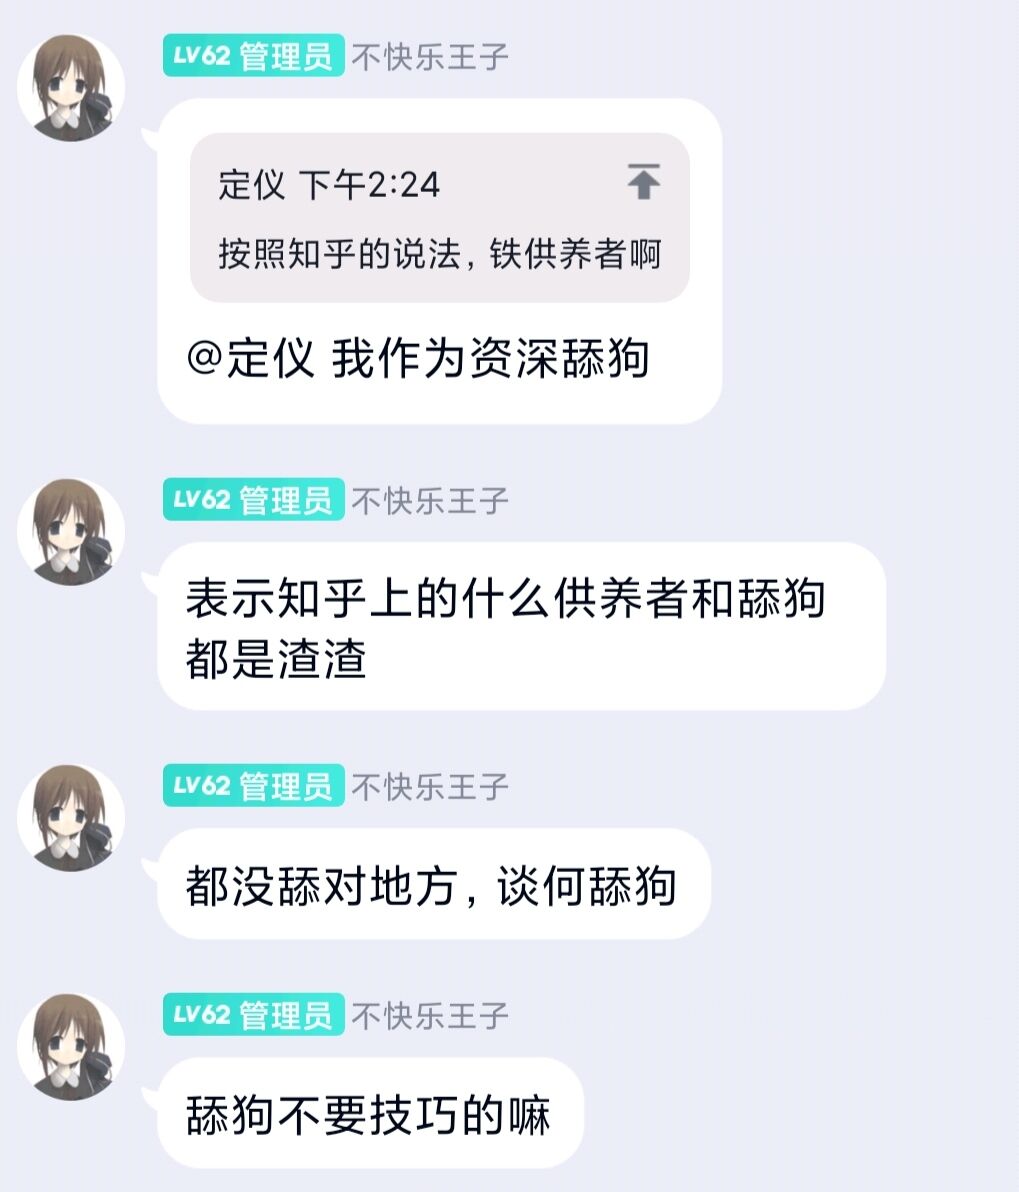 LV62 管理员 不快乐王子
定仪 下午2:24
按照知乎的说法，铁供养者啊
@定仪 我作为资深舔狗
LV62 管理员 不快乐王子
表示知乎上的什么供养者和舔狗
都是渣渣
LV62 管理员 不快乐王子
都没舔对地方，谈何舔狗
LV62 管理员 不快乐王子
舔狗不要技巧的嘛